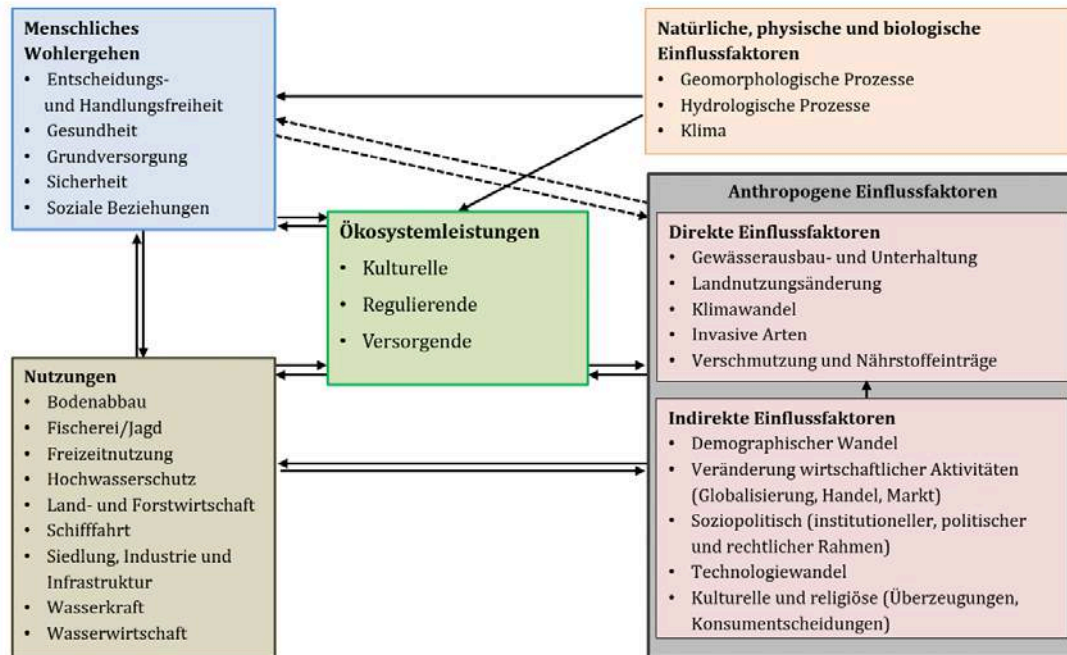 Menschliches
Wohlergehen
• Entscheidungs-
und Handlungsfreiheit
• Gesundheit
• Grundversorgung
• Sicherheit
• Soziale Beziehungen
Natürliche, physische und biologische
Einflussfaktoren
• Geomorphologische Prozesse
• Hydrologische Prozesse
• Klima
Ökosystemleistungen
• Kulturelle
• Regulierende
• Versorgende
Anthropogene Einflussfaktoren
Direkte Einflussfaktoren
• Gewässerausbau- und Unterhaltung
• Landnutzungsänderung
• Klimawandel
• Invasive Arten
• Verschmutzung und Nährstoffeinträge
Nutzungen
• Bodenabbau
• Fischerei/Jagd
• Freizeitnutzung
• Hochwasserschutz
• Land- und Forstwirtschaft
• Schifffahrt
• Siedlung, Industrie und
Infrastruktur
• Wasserkraft
• Wasserwirtschaft
Indirekte Einflussfaktoren
• Demographischer Wandel
• Veränderung wirtschaftlicher Aktivitäten
(Globalisierung, Handel, Markt)
• Soziopolitisch (institutioneller, politischer
und rechtlicher Rahmen)
• Technologiewandel
• Kulturelle und religiöse (Überzeugungen,
Konsumentscheidungen)